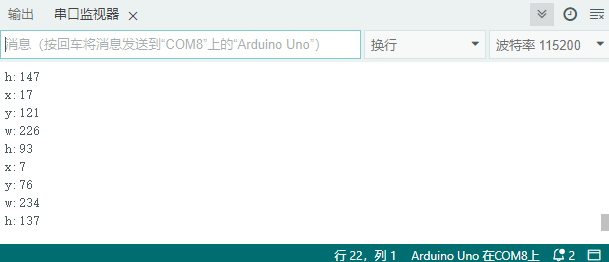 输出 串口监视器
消息（按回车将消息发送到“COM8”上的“Arduino Uno”） 换行 波特率 115200
h:147
x:17
y:121
w:226
h:93
x:7
y:76
w:234
h:137
行 22，列 1 Arduino Uno 在COM8上 2